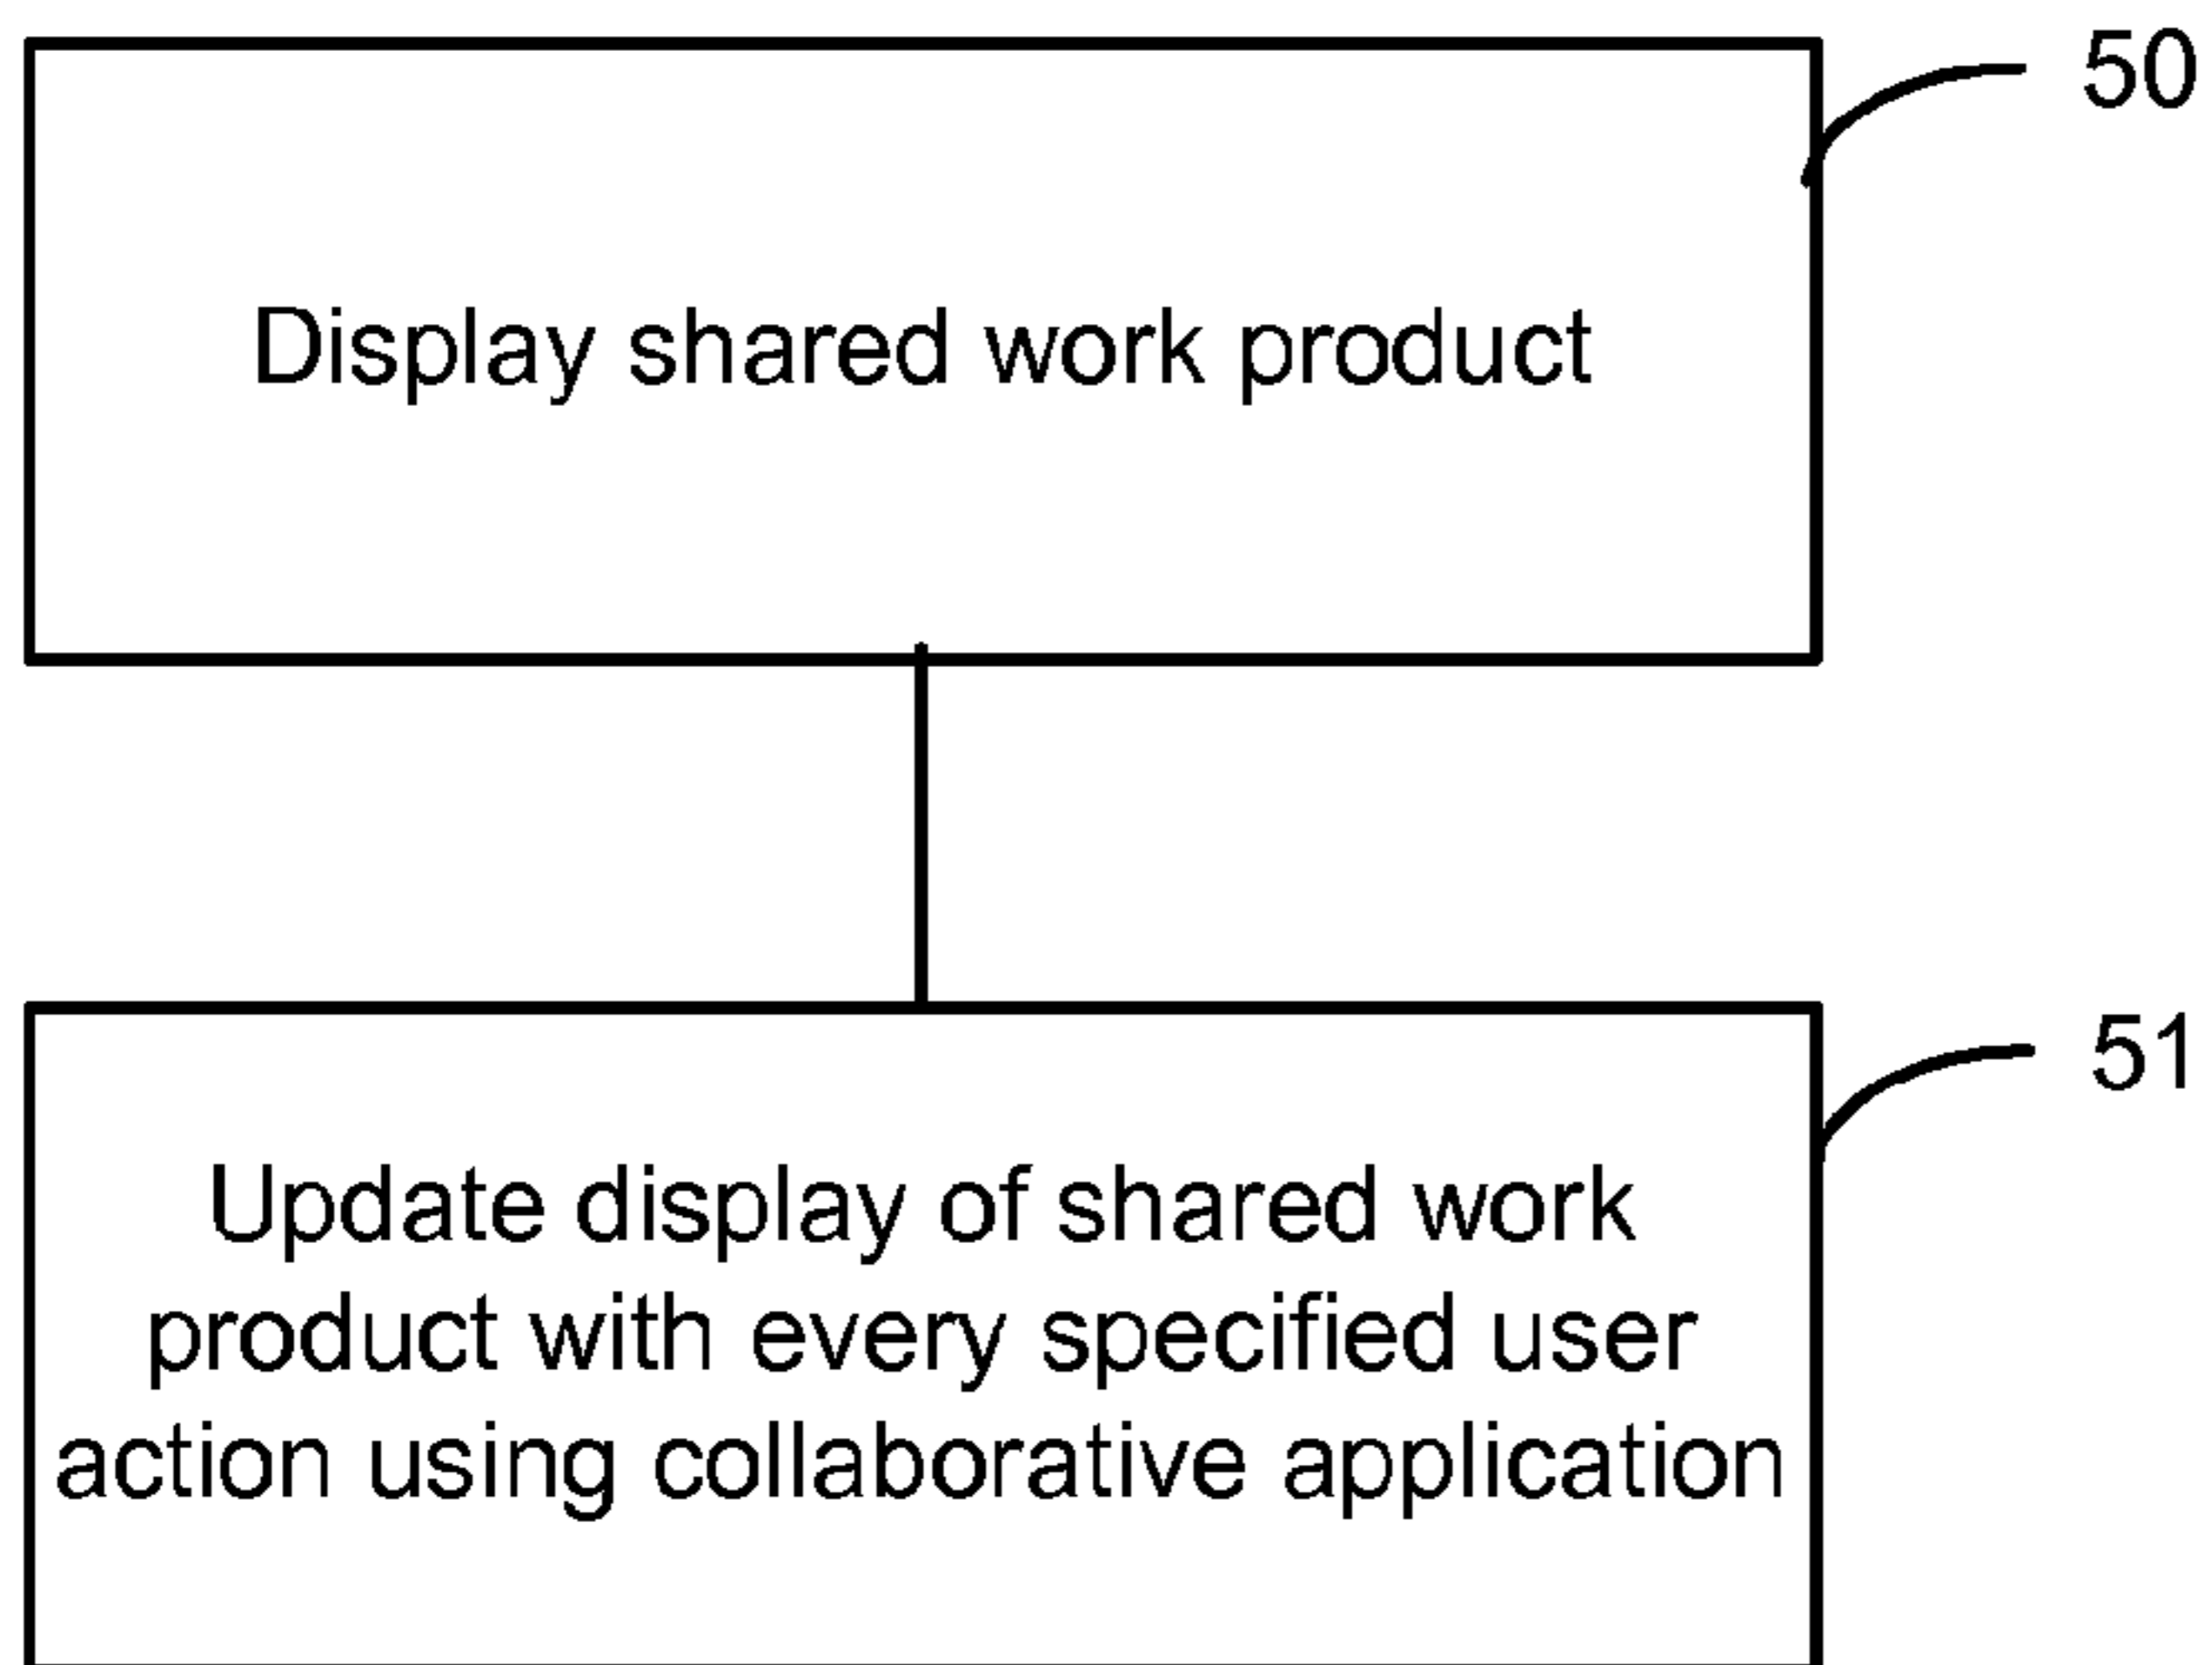 50
Display shared work product
51
Update display of shared work
product with every specified user
action using collaborative application